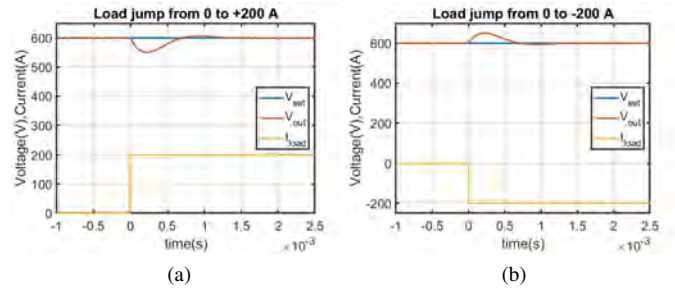 Load jump from 0 to +200 A
600
500
400
300
200
100
0
Voltage(V),Current(A)
V_set
V_out
I_load
-1 -0.5 0 0.5 1 1.5 2 2.5
time(s)
×10⁻³
(a)
Load jump from 0 to -200 A
600
400
200
0
-200
Voltage(V),Current(A)
V_set
V_out
I_load
-1 -0.5 0 0.5 1 1.5 2 2.5
time(s)
×10⁻³
(b)